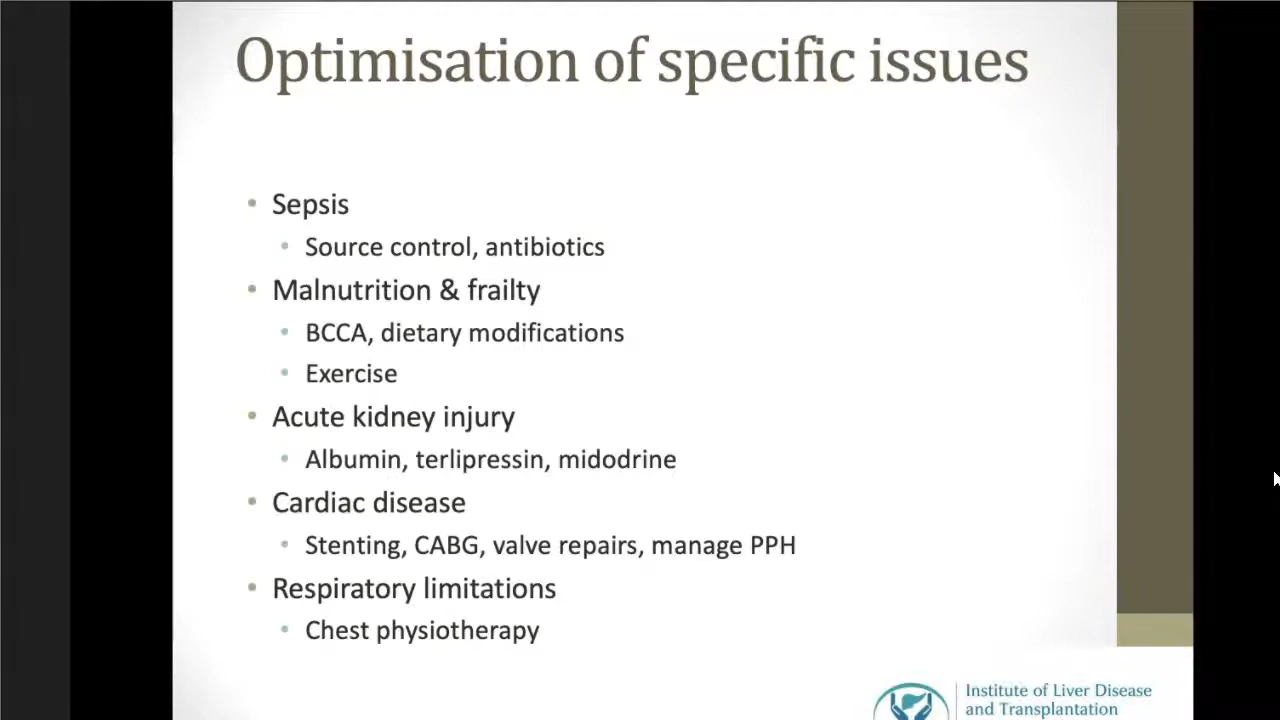 Optimisation of specific issues
• Sepsis
• Source control, antibiotics
• Malnutrition & frailty
• BCCA, dietary modifications
• Exercise
• Acute kidney injury
• Albumin, terlipressin, midodrine
• Cardiac disease
• Stenting, CABG, valve repairs, manage PPH
• Respiratory limitations
• Chest physiotherapy
Institute of Liver Disease
and Transplantation